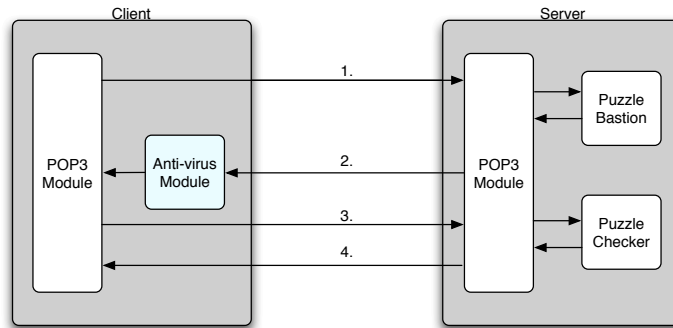 Client
Server
1.
Puzzle
Bastion
POP3
Module
Anti-virus
Module
2.
POP3
Module
3.
Puzzle
Checker
4.